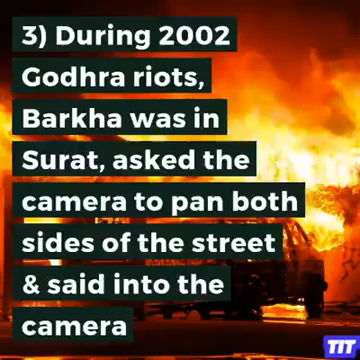 3) During 2002
Godhra riots,
Barkha was in
Surat, asked the
camera to pan both
sides of the street
& said into the
camera
TIT